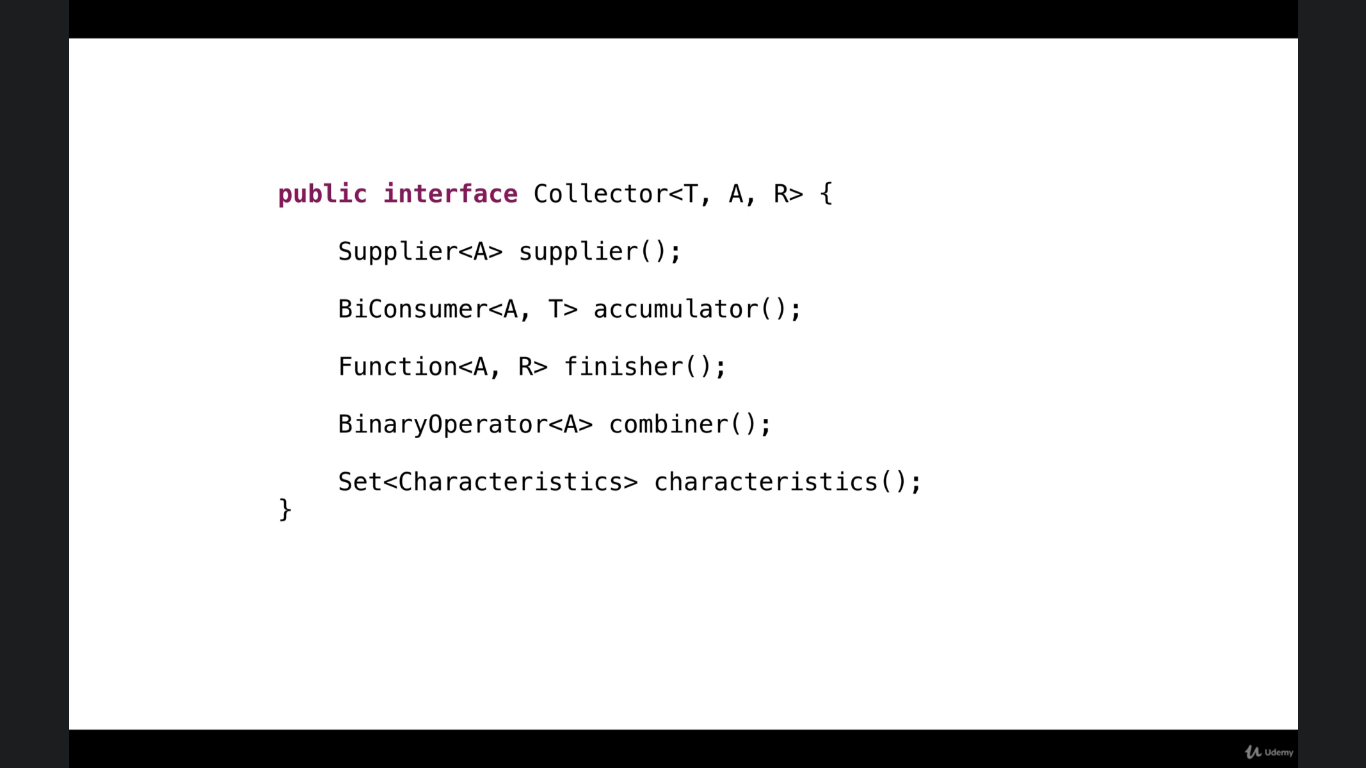 public interface Collector<T, A, R> {
Supplier<A> supplier();
BiConsumer<A, T> accumulator();
Function<A, R> finisher();
BinaryOperator<A> combiner();
Set<Characteristics> characteristics();
}
Udemy